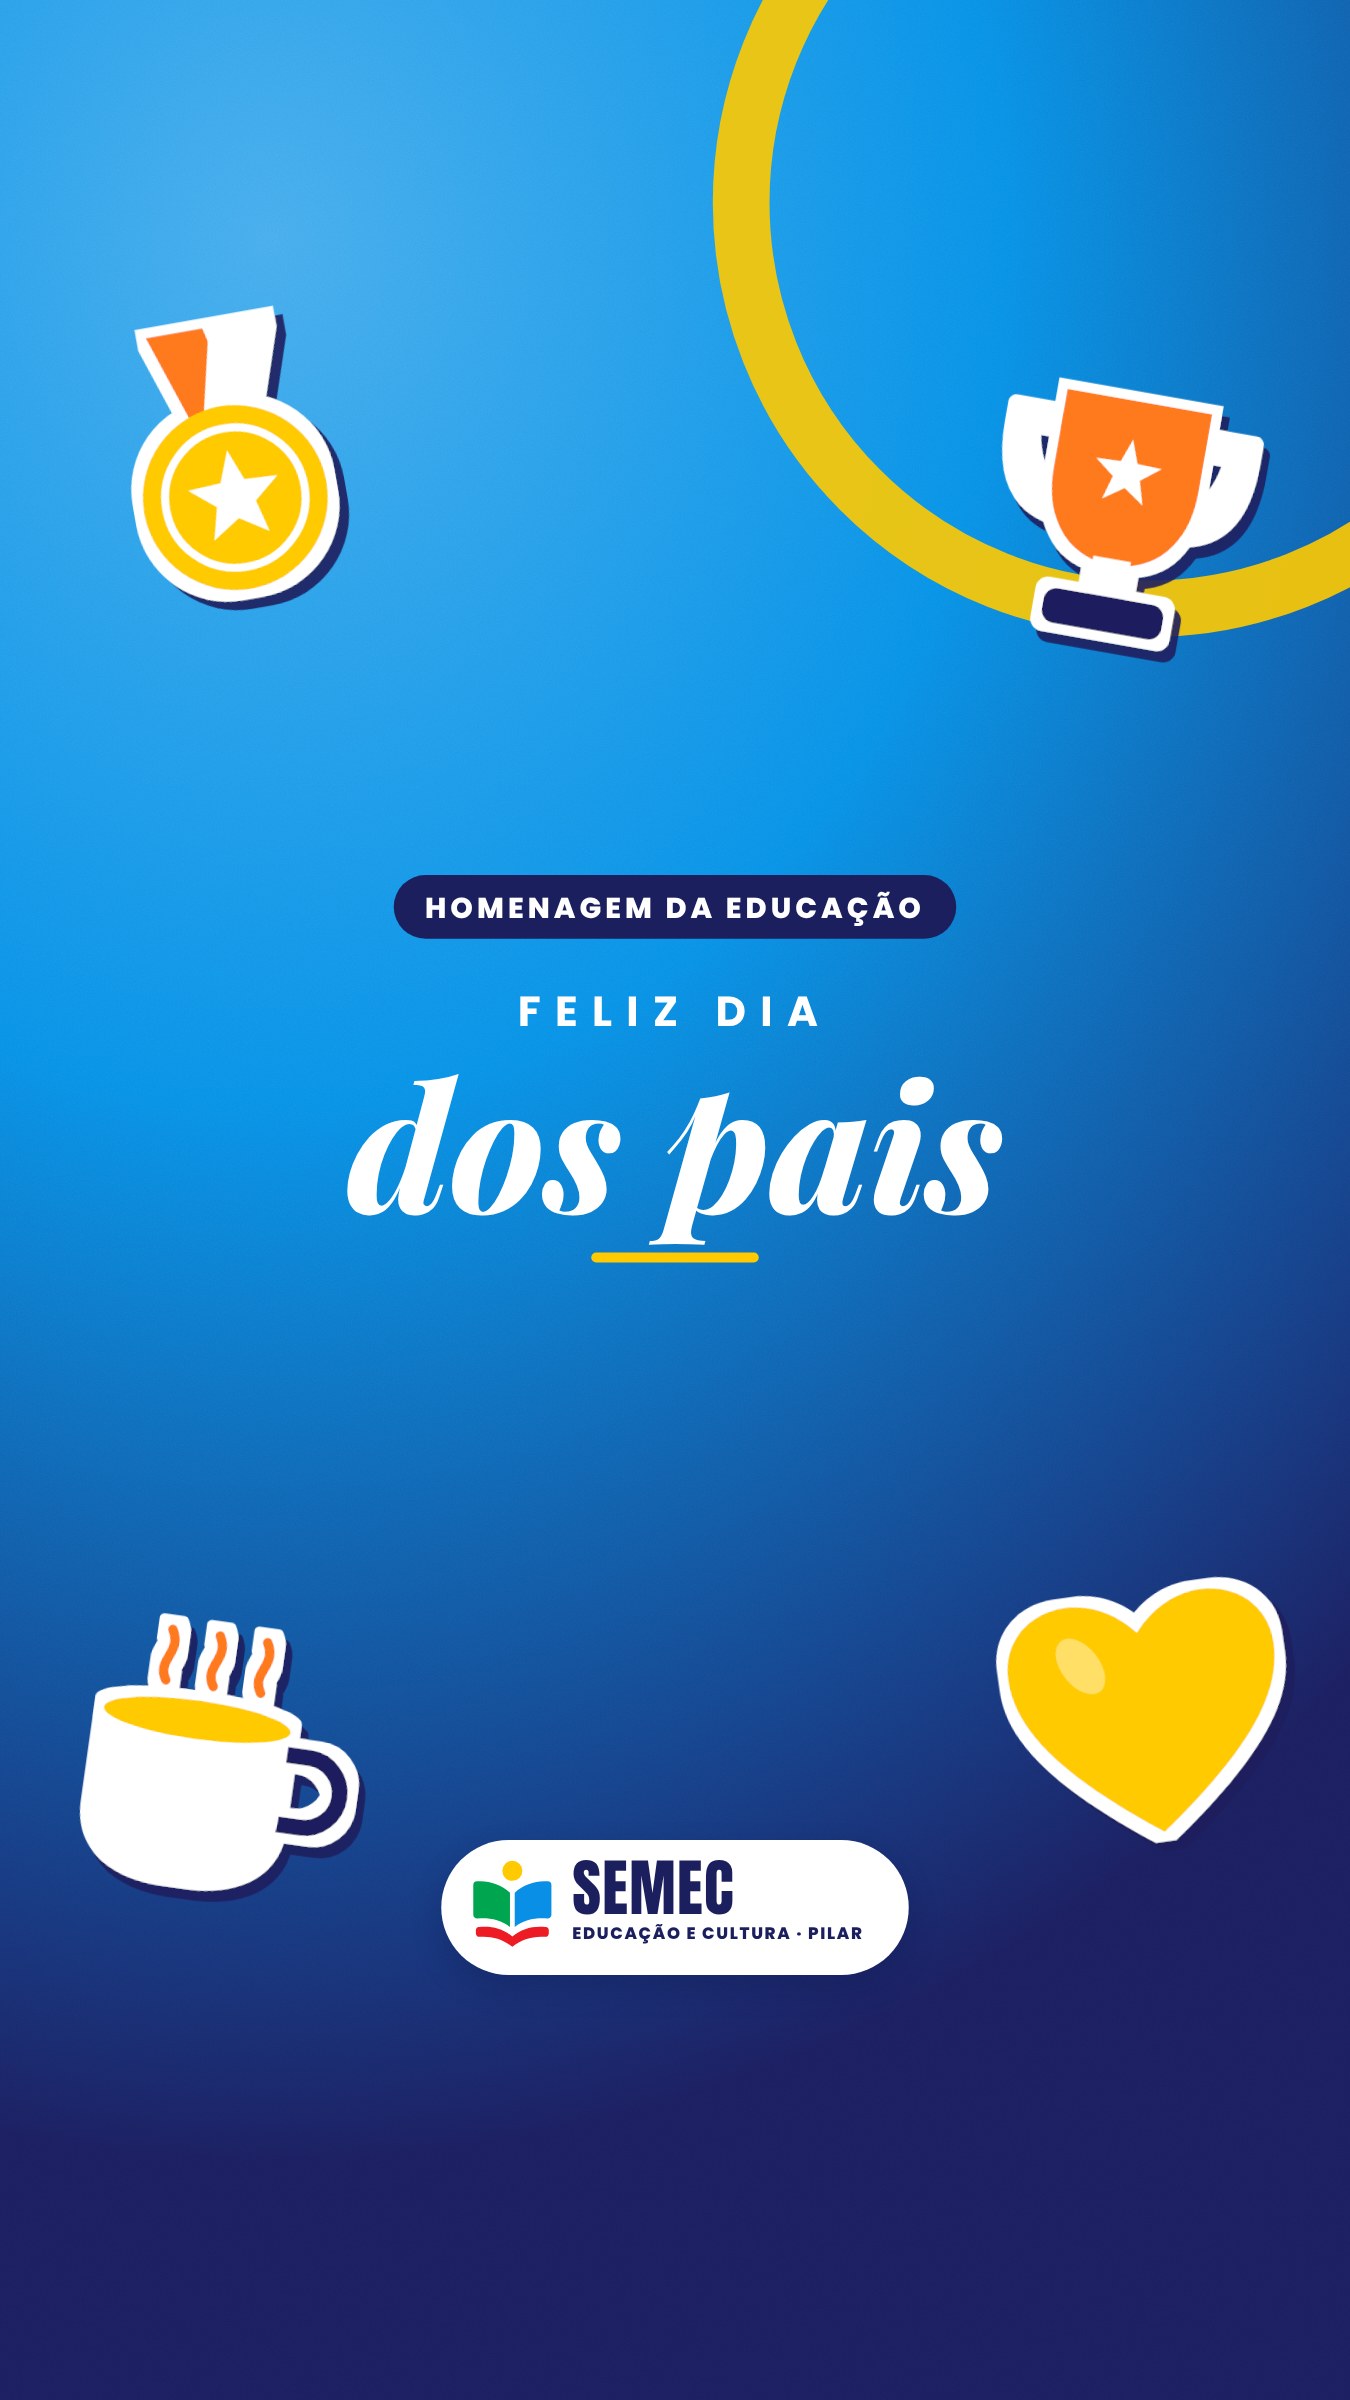 HOMENAGEM DA EDUCAÇÃO
FELIZ DIA
dos pais
SEMEC
EDUCAÇÃO E CULTURA · PILAR